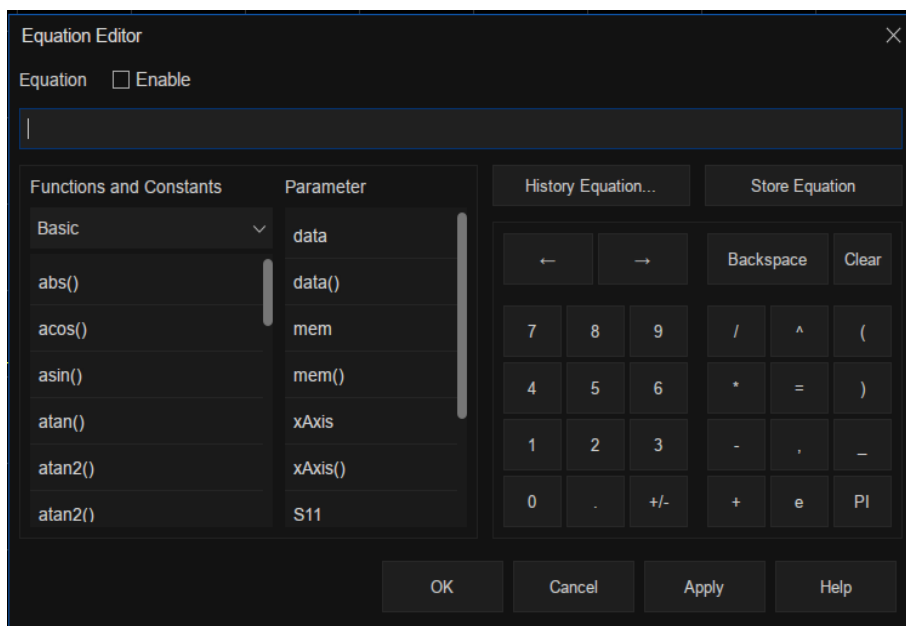 Equation Editor
Equation Enable
Functions and Constants
Basic
abs()
acos()
asin()
atan()
atan2()
atan2()
Parameter
data
data()
mem
mem()
xAxis
xAxis()
S11
History Equation... Store Equation
← → Backspace Clear
7 8 9 / ^ (
4 5 6 * = )
1 2 3 - , _
0 . +/- + e PI
OK Cancel Apply Help